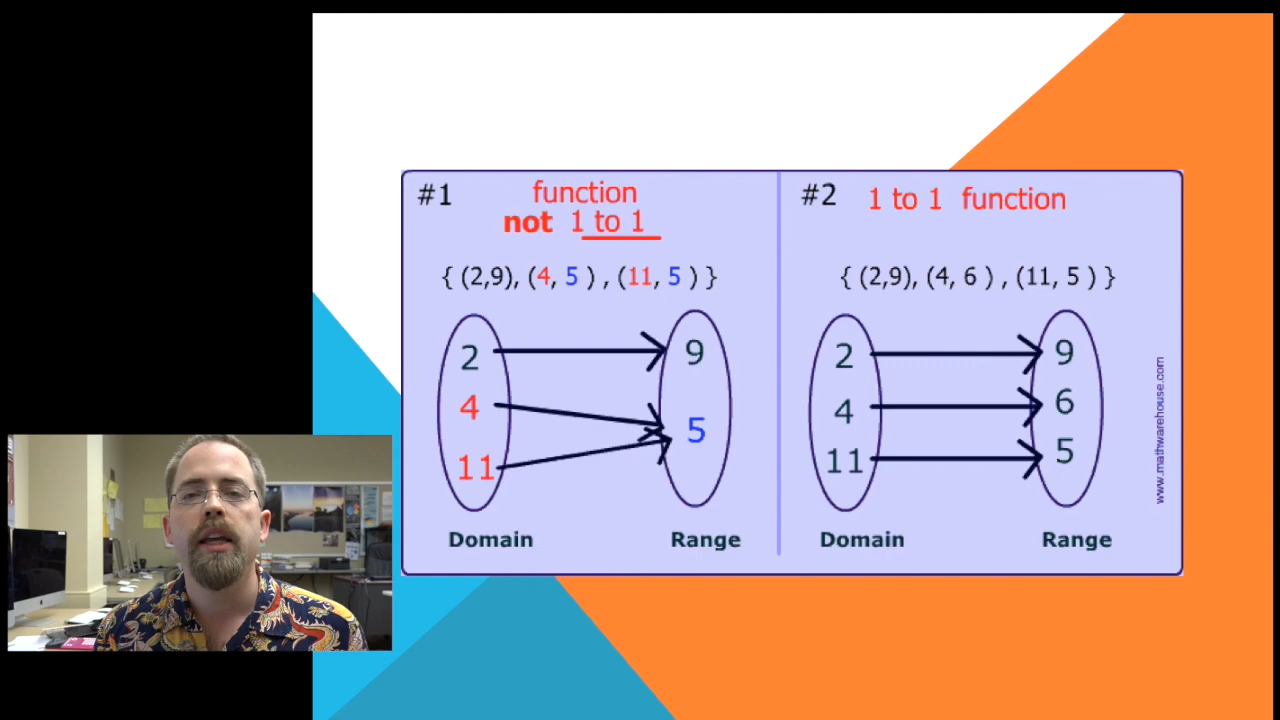 #1
function
not 1 to 1
{ (2,9), (4, 5 ) , (11, 5 ) }
2
4
11
9
5
Domain
Range
#2
1 to 1 function
{ (2,9), (4, 6 ) , (11, 5 ) }
2
4
11
9
6
5
Domain
Range
www.mathwarehouse.com